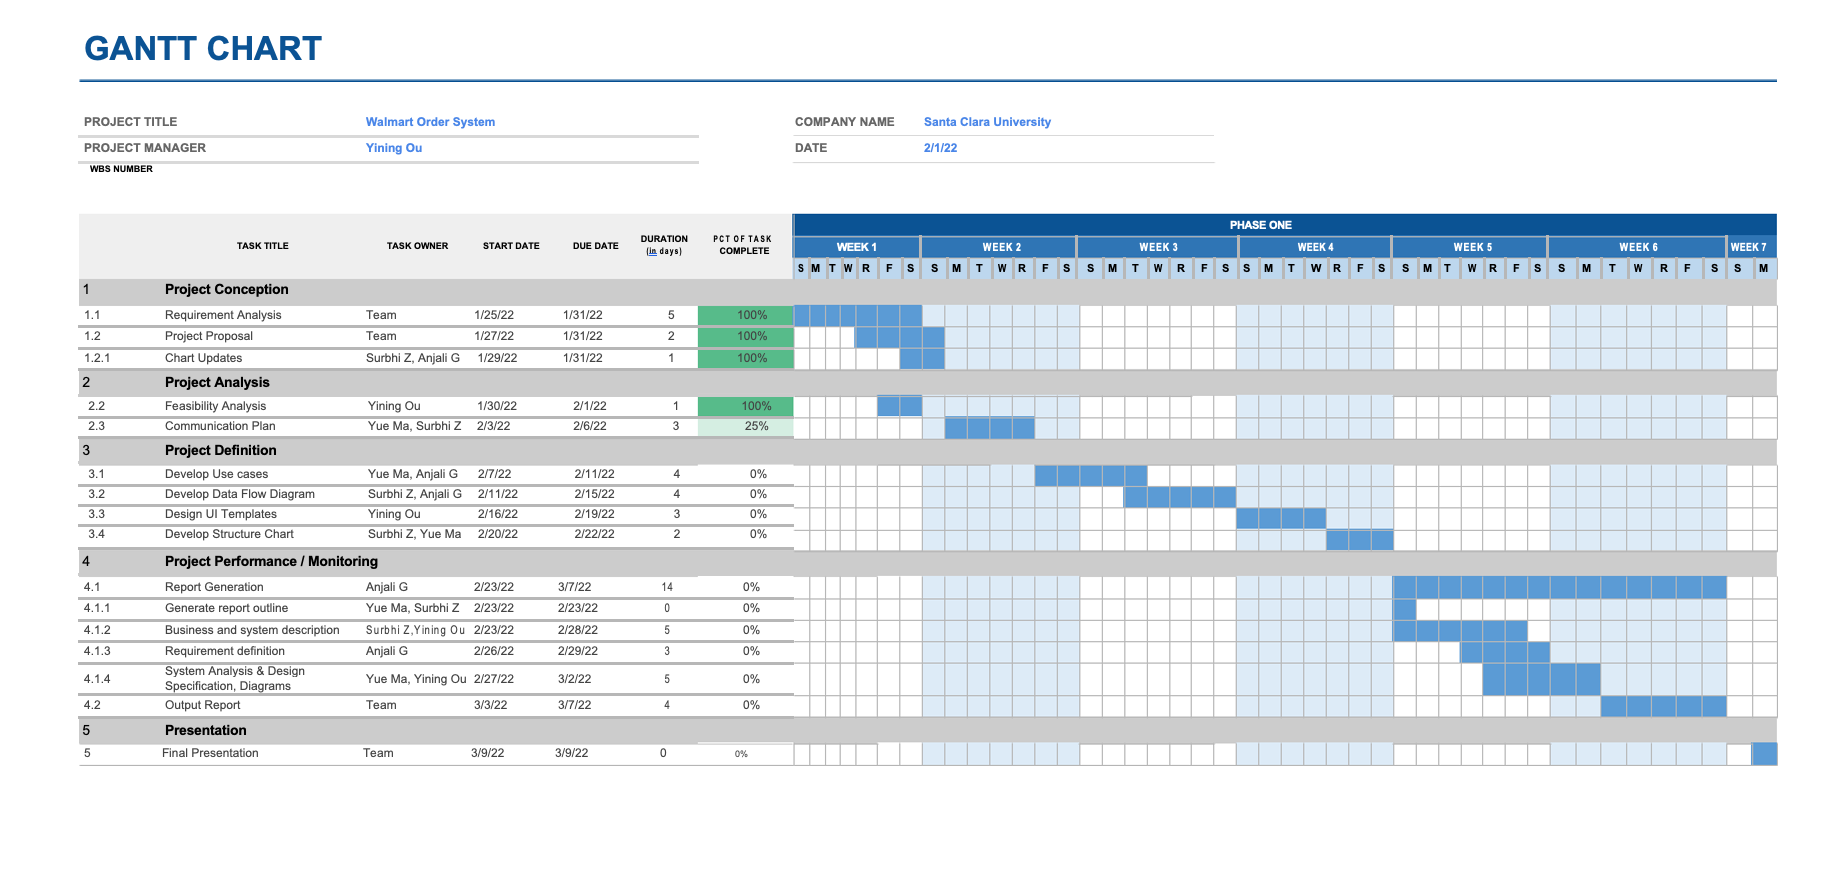 GANTT CHART
PROJECT TITLE Walmart Order System COMPANY NAME Santa Clara University
PROJECT MANAGER Yining Ou DATE 2/1/22
WBS NUMBER
PHASE ONE
TASK TITLE TASK OWNER START DATE DUE DATE DURATION (in days) PCT OF TASK COMPLETE WEEK 1 WEEK 2 WEEK 3 WEEK 4 WEEK 5 WEEK 6 WEEK 7
S M T W R F S S M T W R F S S M T W R F S S M T W R F S S M T W R F S S M T W R F S S M
1 Project Conception
1.1 Requirement Analysis Team 1/25/22 1/31/22 5 100%
1.2 Project Proposal Team 1/27/22 1/31/22 2 100%
1.2.1 Chart Updates Surbhi Z, Anjali G 1/29/22 1/31/22 1 100%
2 Project Analysis
2.2 Feasibility Analysis Yining Ou 1/30/22 2/1/22 1 100%
2.3 Communication Plan Yue Ma, Surbhi Z 2/3/22 2/6/22 3 25%
3 Project Definition
3.1 Develop Use cases Yue Ma, Anjali G 2/7/22 2/11/22 4 0%
3.2 Develop Data Flow Diagram Surbhi Z, Anjali G 2/11/22 2/15/22 4 0%
3.3 Design UI Templates Yining Ou 2/16/22 2/19/22 3 0%
3.4 Develop Structure Chart Surbhi Z, Yue Ma 2/20/22 2/22/22 2 0%
4 Project Performance / Monitoring
4.1 Report Generation Anjali G 2/23/22 3/7/22 14 0%
4.1.1 Generate report outline Yue Ma, Surbhi Z 2/23/22 2/23/22 0 0%
4.1.2 Business and system description Surbhi Z,Yining Ou 2/23/22 2/28/22 5 0%
4.1.3 Requirement definition Anjali G 2/26/22 2/29/22 3 0%
4.1.4 System Analysis & Design Specification, Diagrams Yue Ma, Yining Ou 2/27/22 3/2/22 5 0%
4.2 Output Report Team 3/3/22 3/7/22 4 0%
5 Presentation
5 Final Presentation Team 3/9/22 3/9/22 0 0%